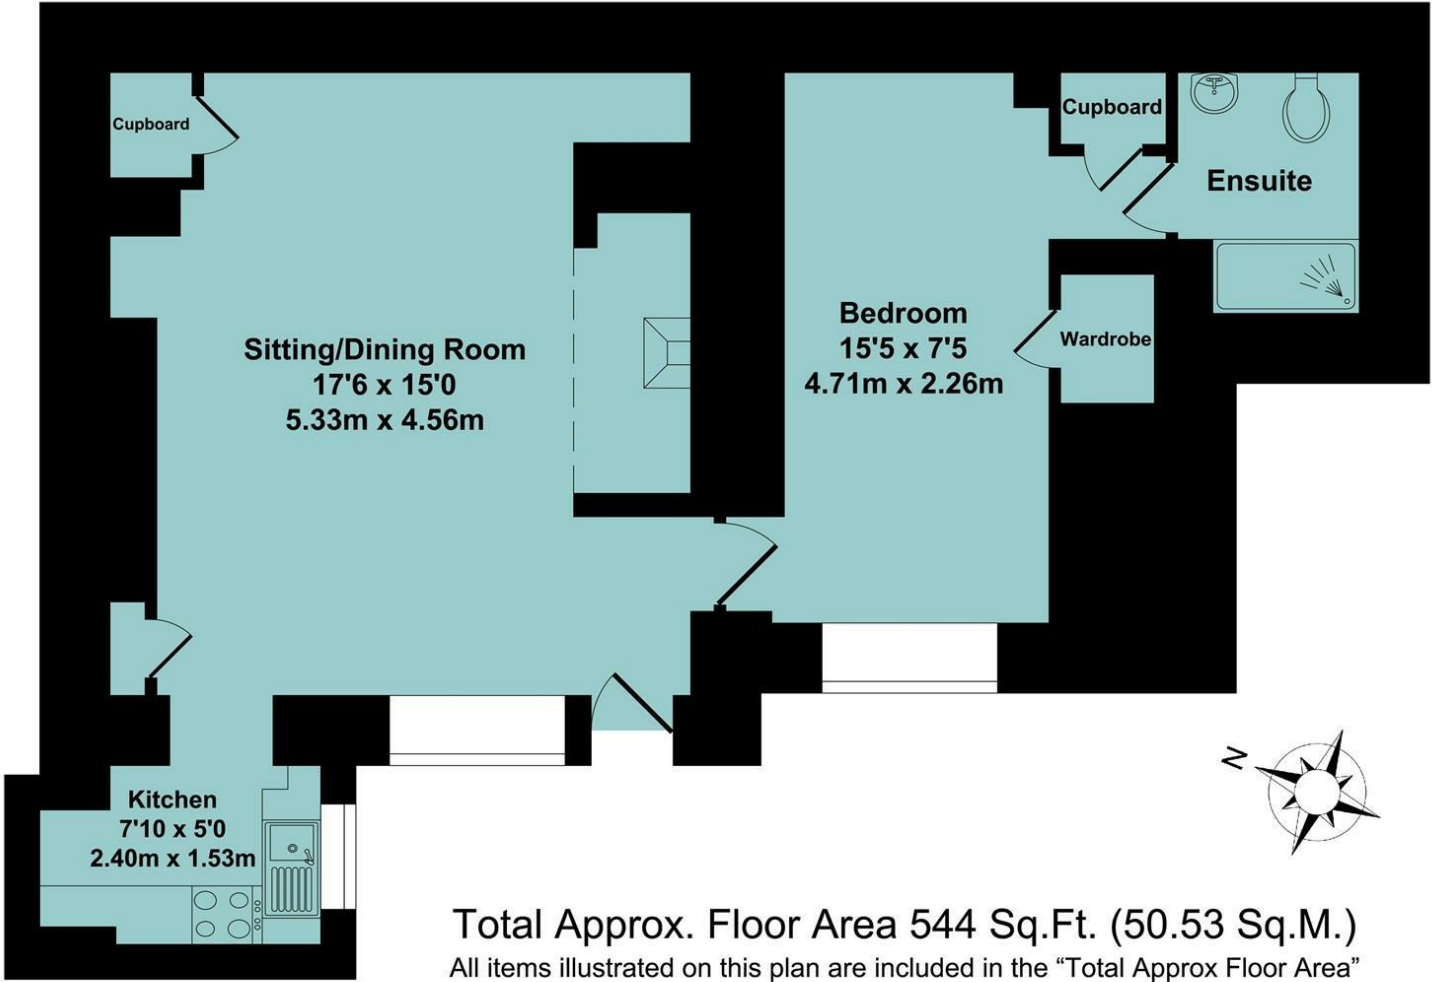 Cupboard
Cupboard
Ensuite
Sitting/Dining Room
17'6 x 15'0
5.33m x 4.56m
Bedroom
15'5 x 7'5
4.71m x 2.26m
Wardrobe
Kitchen
7'10 x 5'0
2.40m x 1.53m
N
Total Approx. Floor Area 544 Sq.Ft. (50.53 Sq.M.)
All items illustrated on this plan are included in the “Total Approx Floor Area”